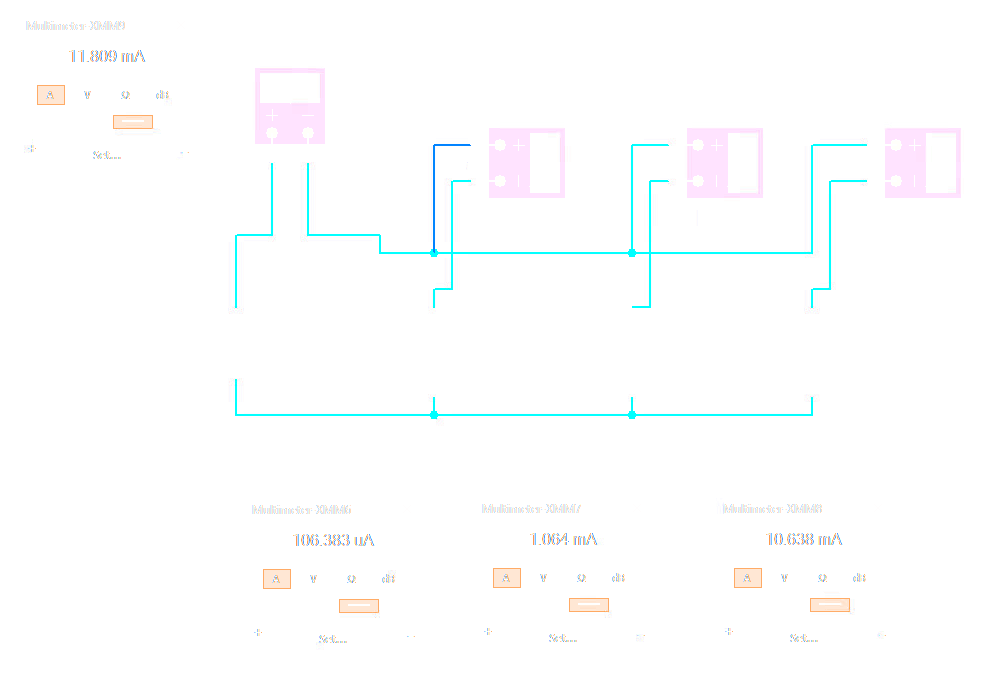 Multimeter-XMM9
11.809 mA
A V Ω dB
+ Set... -
+ -
+
+
+
Multimeter-XMM6
Multimeter-XMM7
Multimeter-XMM8
106.383 uA
1.064 mA
10.638 mA
A V Ω dB
A V Ω dB
A V Ω dB
+ Set... -
+ Set... -
+ Set... -